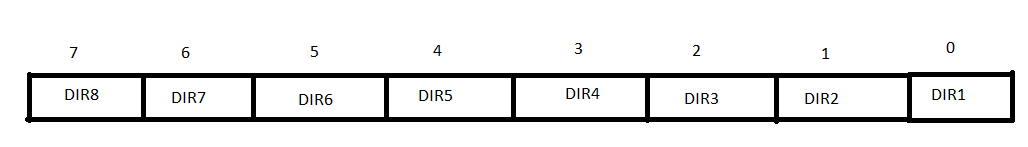 7 6 5 4 3 2 1 0
DIR8 DIR7 DIR6 DIR5 DIR4 DIR3 DIR2 DIR1